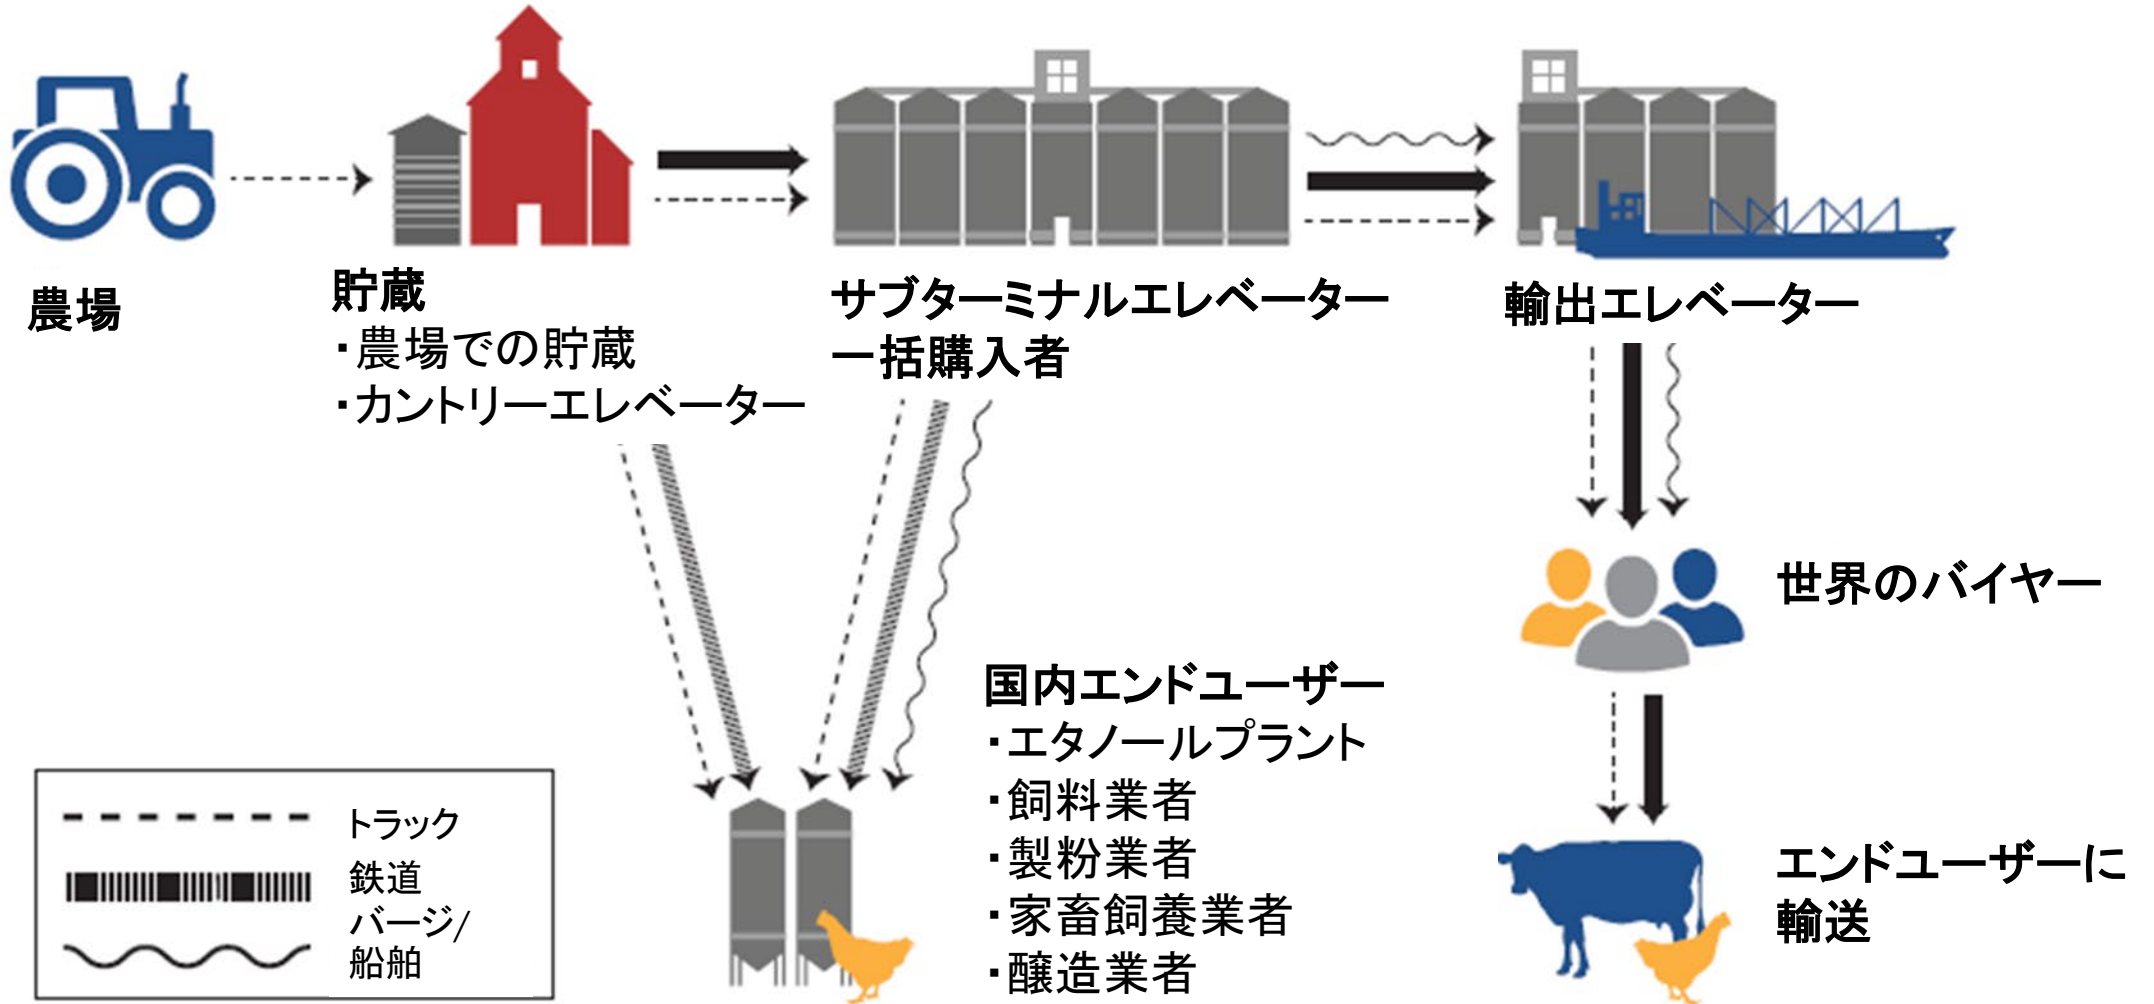 農場
貯蔵
・農場での貯蔵
・カントリーエレベーター
サブターミナルエレベーター
一括購入者
輸出エレベーター
世界のバイヤー
国内エンドユーザー
・エタノールプラント
・飼料業者
・製粉業者
・家畜飼養業者
・醸造業者
エンドユーザーに
輸送
トラック
鉄道
バージ/
船舶